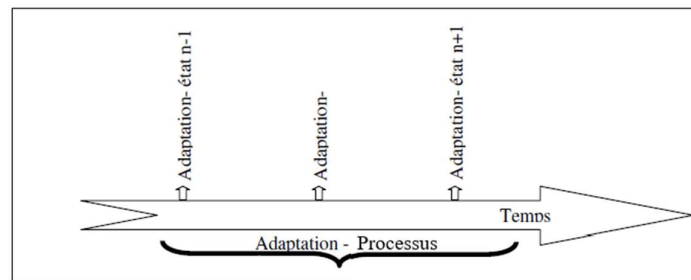 Adaptation- état n-1
Adaptation-
Adaptation- état n+1
Temps
Adaptation - Processus